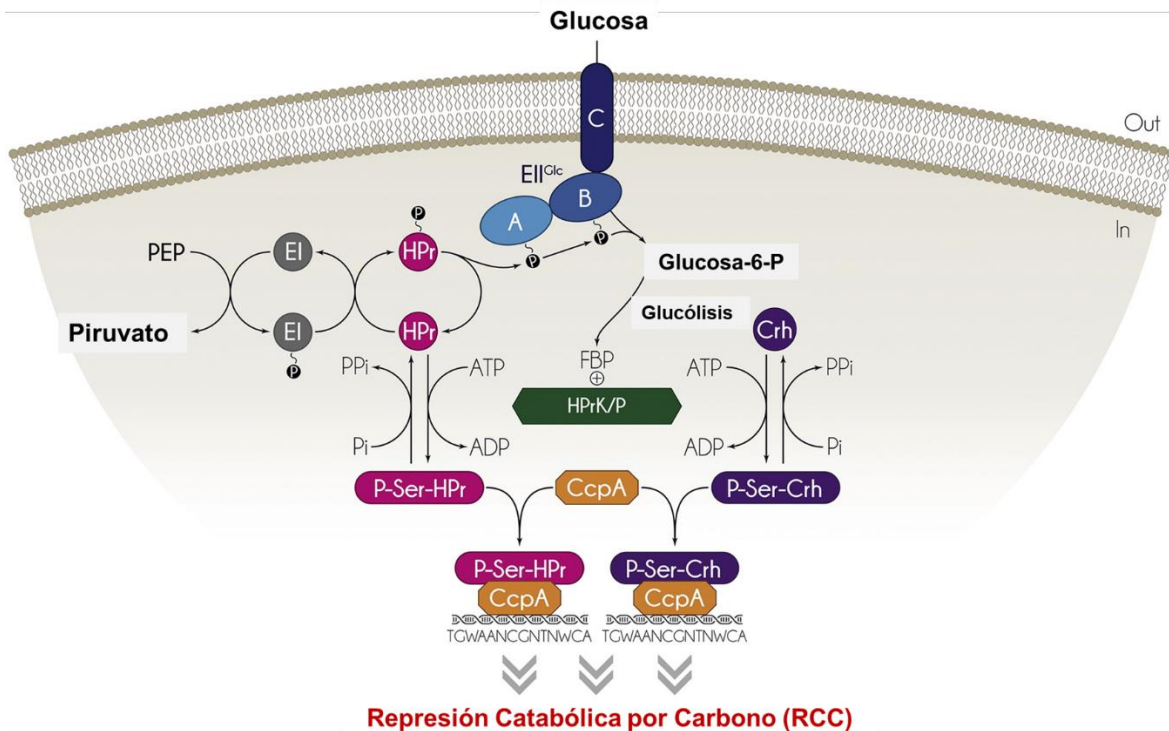 Glucosa
C
Out
EII^Glc
B
A
In
P
P
P
PEP
EI
HPr
Glucosa-6-P
Piruvato
EI
HPr
Glucólisis
Crh
P
PPi
ATP
FBP
ATP
PPi
+
HPrK/P
Pi
ADP
ADP
Pi
P-Ser-HPr
CcpA
P-Ser-Crh
P-Ser-HPr
P-Ser-Crh
CcpA
CcpA
TGWAANCGNTNWCA
TGWAANCGNTNWCA
Represión Catabólica por Carbono (RCC)